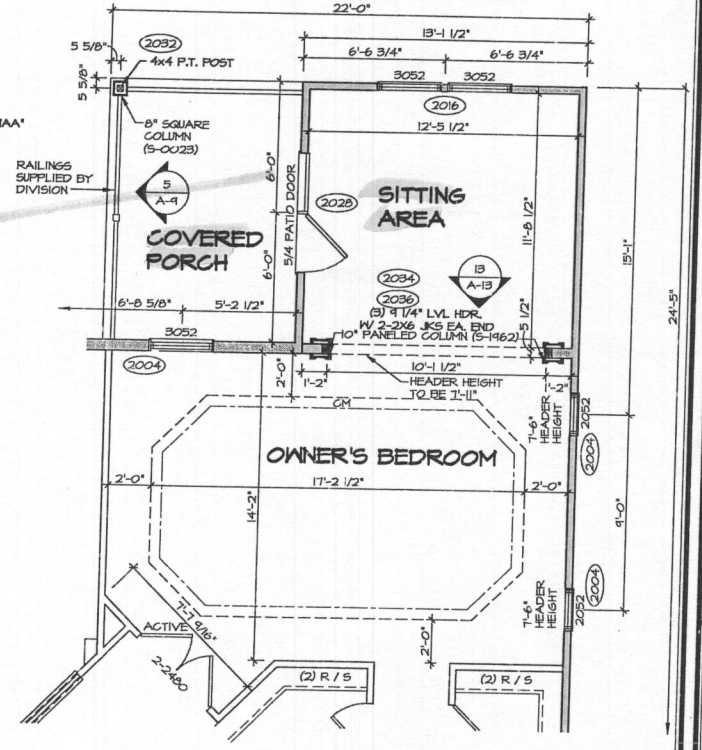 22'-0"
13'-1 1/2"
6'-6 3/4"
6'-6 3/4"
5 5/8"
2032
4x4 P.T. POST
5 5/8"
3052
3052
2016
12'-5 1/2"
8" SQUARE
COLUMN
(S-0023)
RAILINGS
SUPPLIED BY
DIVISION
5
A-9
6'-0"
5/4 PATIO DOOR
2028
SITTING
AREA
COVERED
PORCH
6'-0"
11'-8 1/2"
15'-1"
24'-5"
13
A-13
2034
2036
(3) 9 1/4" LVL HDR.
W/ 2-2X6 JKS EA. END
10" PANELED COLUMN (S-1962)
5 1/2"
6'-8 5/8"
5'-2 1/2"
3052
2004
2'-0"
1'-2"
10'-1 1/2"
1'-2"
HEADER HEIGHT
TO BE 7'-11"
CM
OWNER'S BEDROOM
7'-6"
HEADER
HEIGHT
2052
2004
2'-0"
17'-2 1/2"
2'-0"
14'-2"
9'-0"
7'-6"
HEADER
HEIGHT
2052
2004
7'-7 9/16"
ACTIVE
2-2480
2'-0"
(2) R / S
(2) R / S